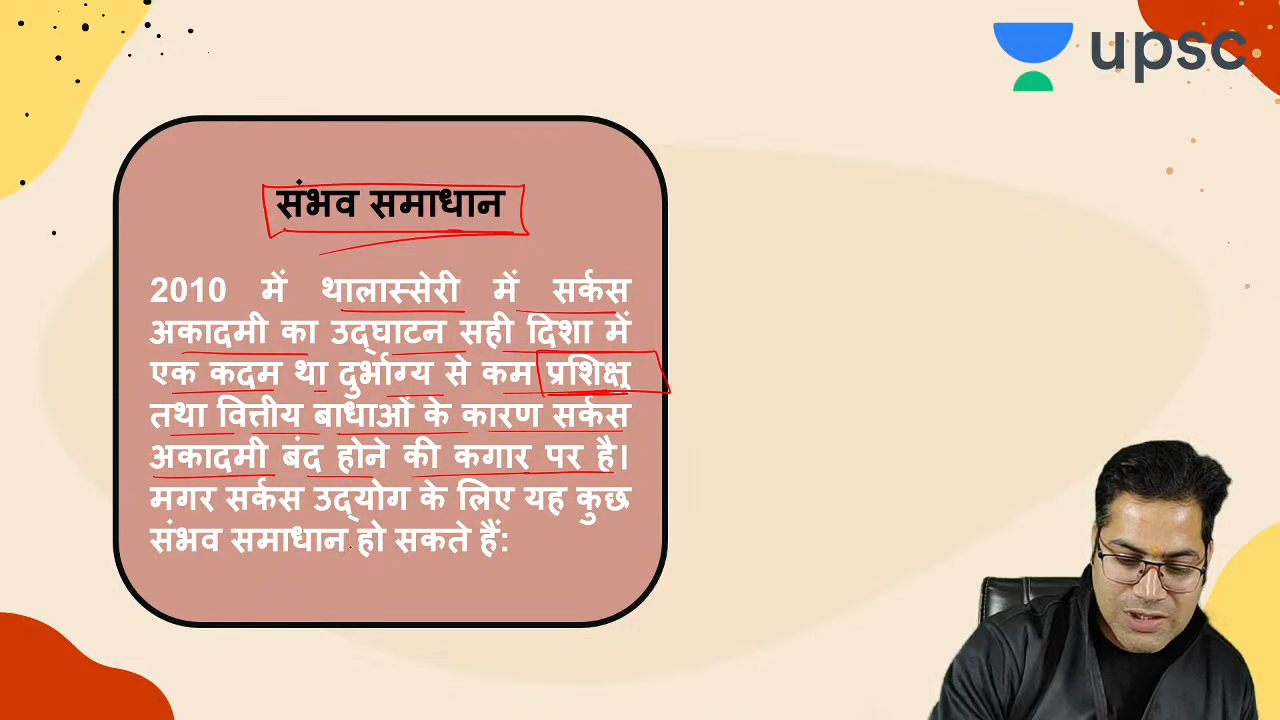 upsc
संभव समाधान
2010 में थालास्सेरी में सर्कस
अकादमी का उद्घाटन सही दिशा में
एक कदम था दुर्भाग्य से कम प्रशिक्षु
तथा वित्तीय बाधाओं के कारण सर्कस
अकादमी बंद होने की कगार पर है।
मगर सर्कस उद्योग के लिए यह कुछ
संभव समाधान हो सकते हैं: